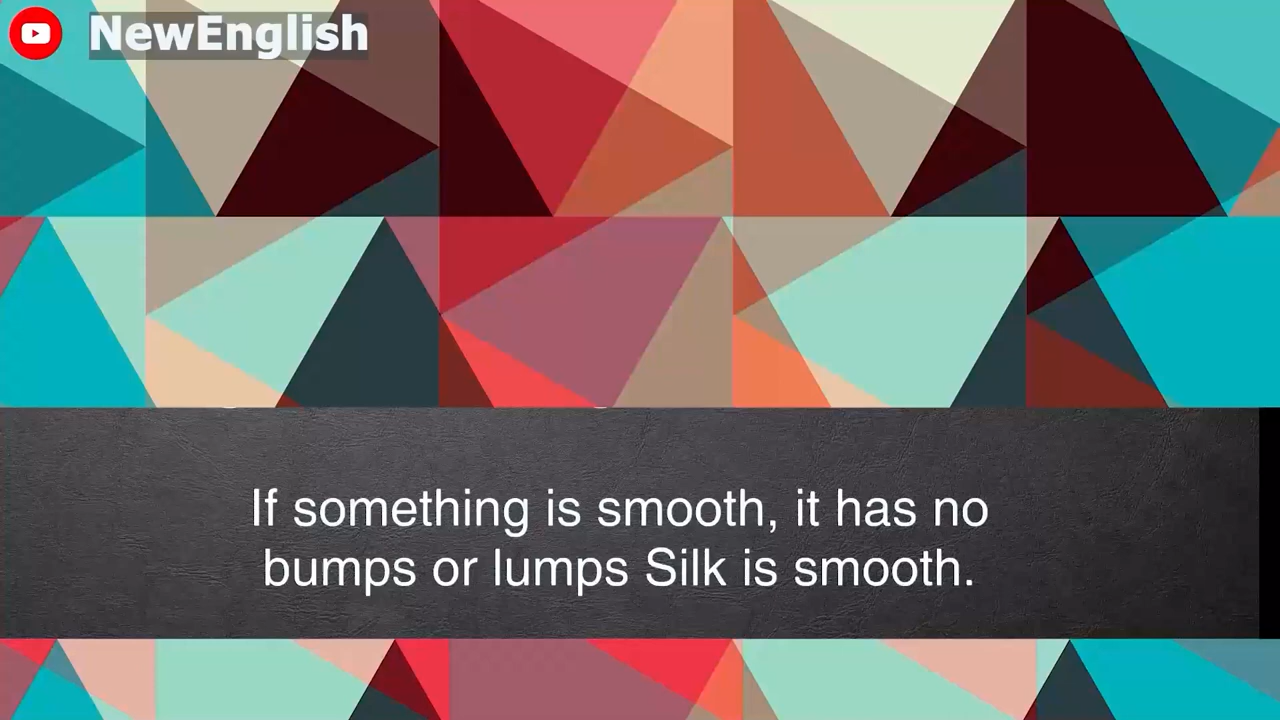 NewEnglish
If something is smooth, it has no
bumps or lumps Silk is smooth.